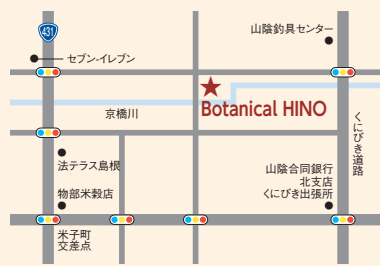 431
山陰釣具センター
セブン-イレブン
Botanical HINO
京橋川
くにびき道路
法テラス島根
物部米穀店
山陰合同銀行
北支店
くにびき出張所
米子町
交差点